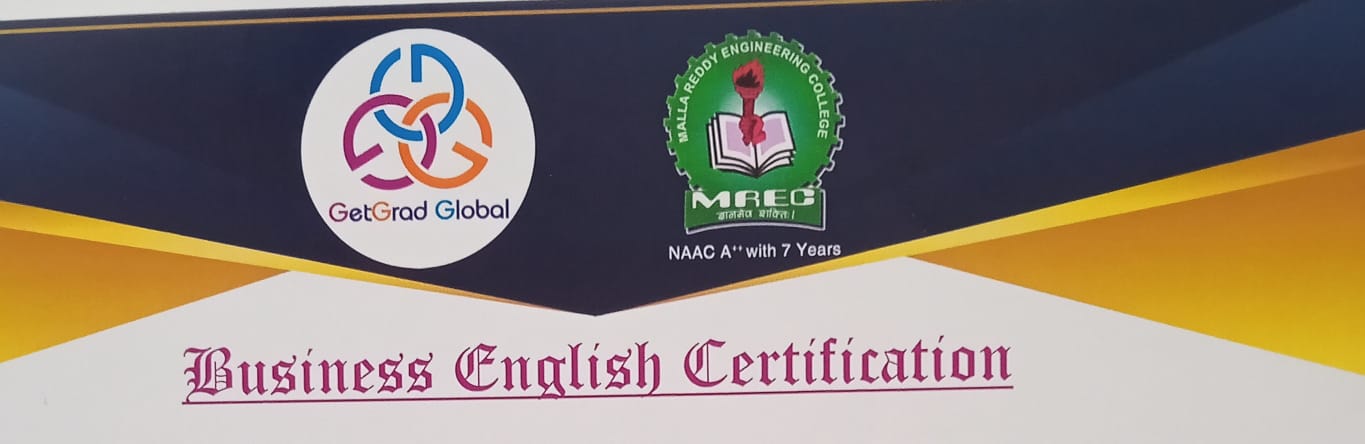 GetGrad Global
MALLA REDDY ENGINEERING COLLEGE
MREC
ज्ञानमेव शक्तिः।
NAAC A++ with 7 Years
Business English Certification